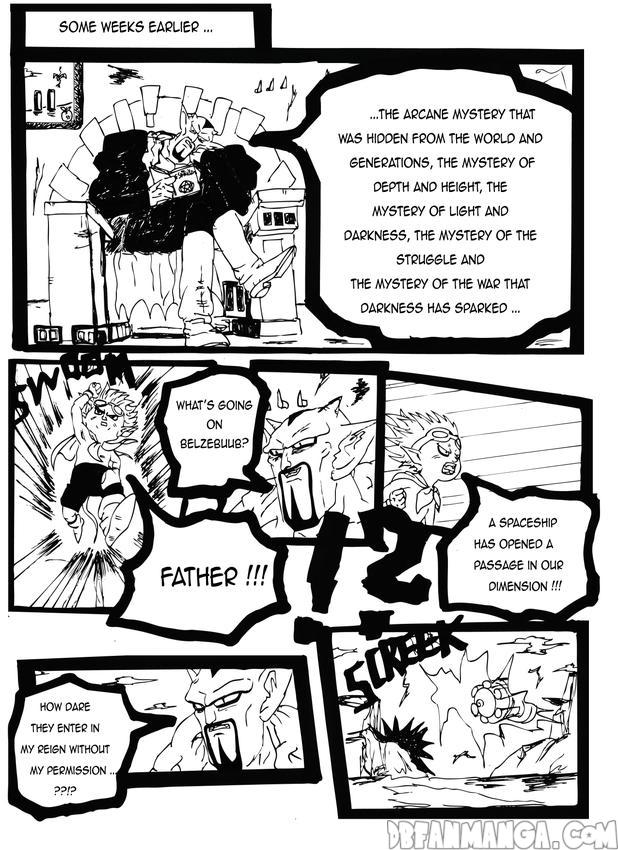 SOME WEEKS EARLIER ...
...THE ARCANE MYSTERY THAT
WAS HIDDEN FROM THE WORLD AND
GENERATIONS, THE MYSTERY OF
DEPTH AND HEIGHT, THE
MYSTERY OF LIGHT AND
DARKNESS, THE MYSTERY OF THE
STRUGGLE AND
THE MYSTERY OF THE WAR THAT
DARKNESS HAS SPARKED ...
SWOOM
WHAT'S GOING
ON
BELZEBUUB?
FATHER !!!
12
A SPACESHIP
HAS OPENED A
PASSAGE IN OUR
DIMENSION !!!
HOW DARE
THEY ENTER IN
MY REIGN WITHOUT
MY PERMISSION ...
??!?
SCREEK
DBFANMANGA.COM